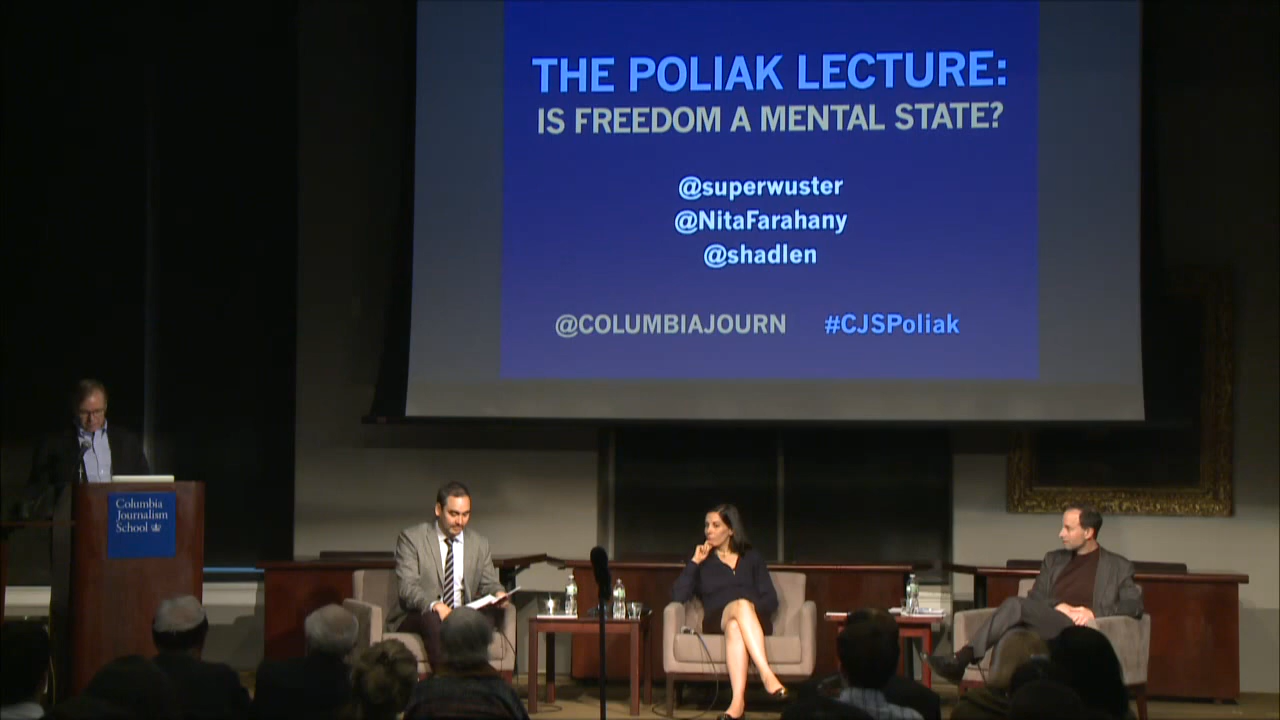 THE POLIAK LECTURE:
IS FREEDOM A MENTAL STATE?
@superwuster
@NitaFarahany
@shadlen
@COLUMBIAJOURN #CJSPoliak
Columbia
Journalism
School